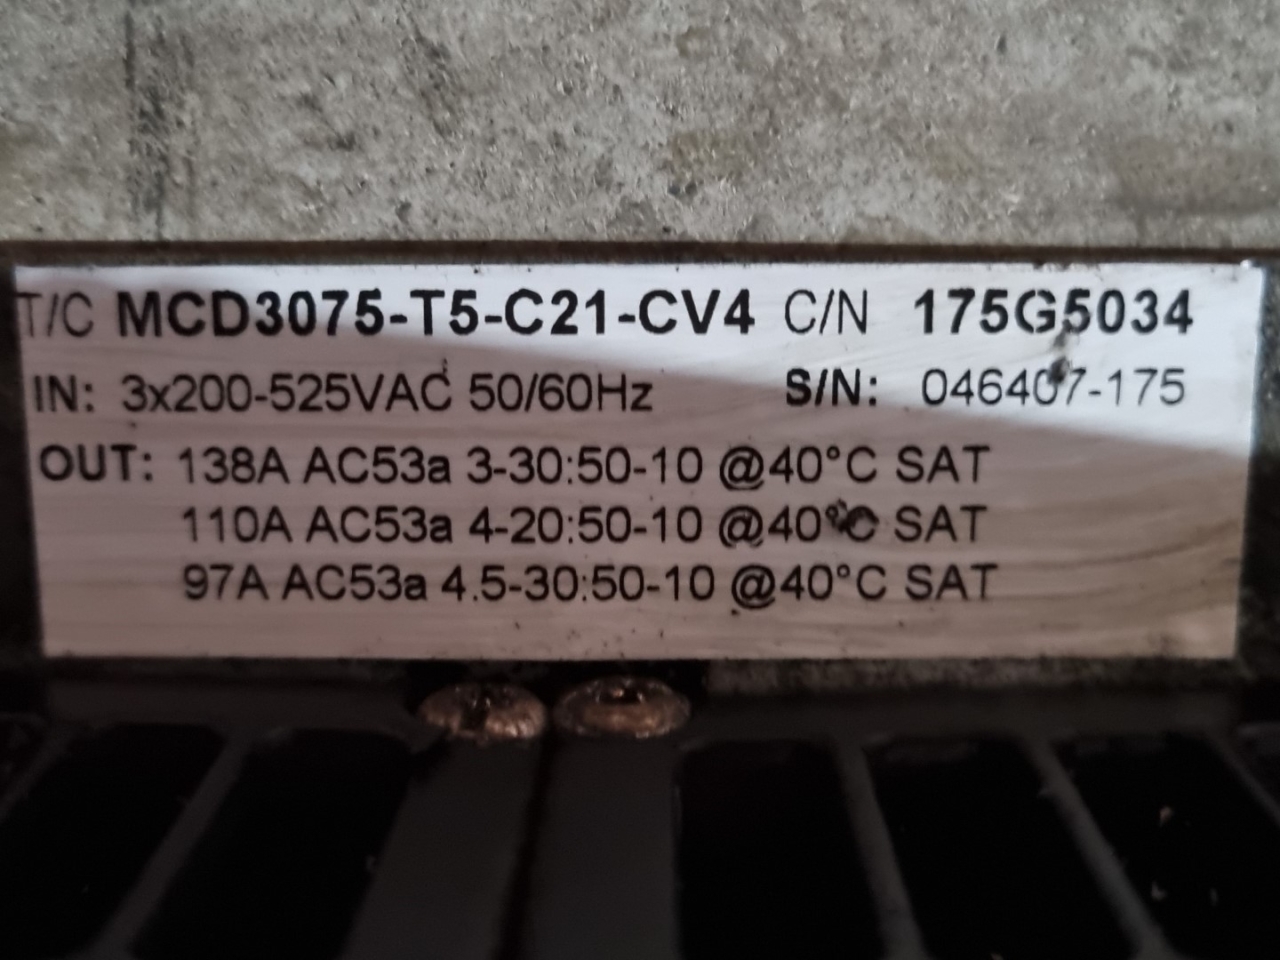 T/C MCD3075-T5-C21-CV4 C/N 175G5034
IN: 3x200-525VAC 50/60Hz S/N: 046407-175
OUT: 138A AC53a 3-30:50-10 @40°C SAT
110A AC53a 4-20:50-10 @40°C SAT
97A AC53a 4.5-30:50-10 @40°C SAT